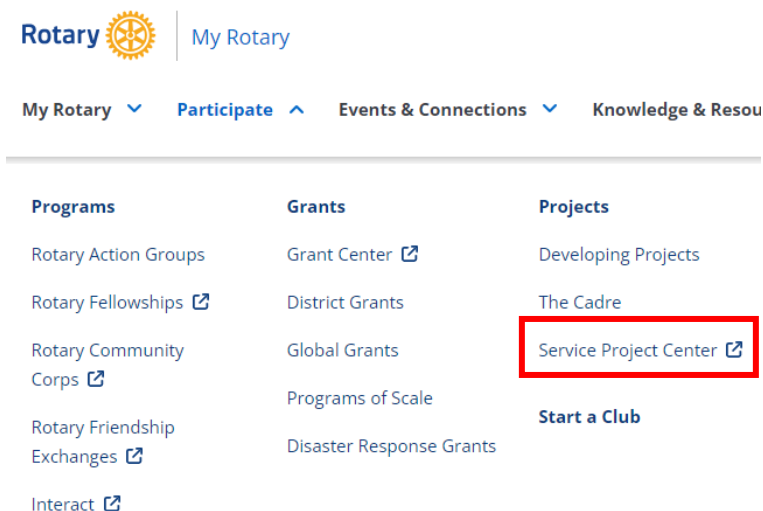 Rotary
My Rotary
My Rotary
Participate
Events & Connections
Knowledge & Resou
Programs
Rotary Action Groups
Rotary Fellowships
Rotary Community
Corps
Rotary Friendship
Exchanges
Interact
Grants
Grant Center
District Grants
Global Grants
Programs of Scale
Disaster Response Grants
Projects
Developing Projects
The Cadre
Service Project Center
Start a Club